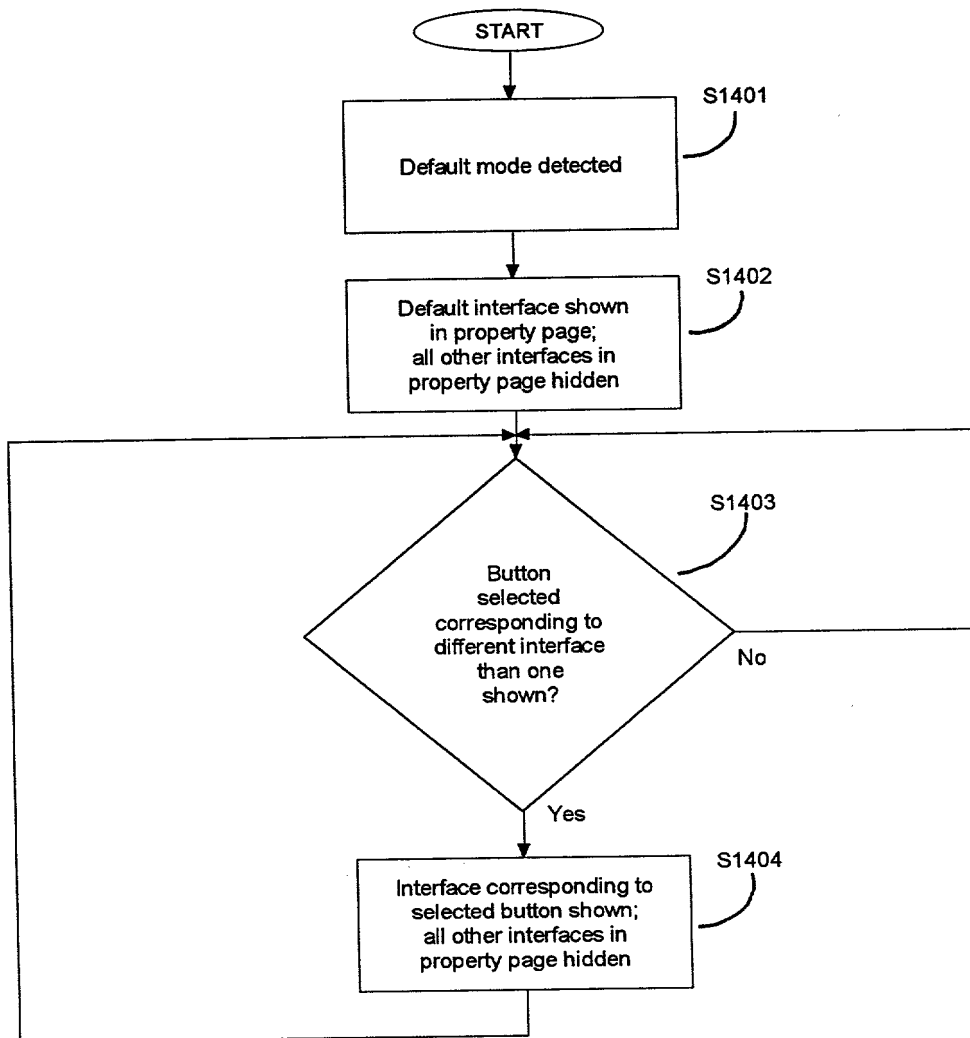 START
S1401
Default mode detected
S1402
Default interface shown
in property page;
all other interfaces in
property page hidden
S1403
Button
selected
corresponding to
different interface
than one
shown?
No
Yes
S1404
Interface corresponding to
selected button shown;
all other interfaces in
property page hidden